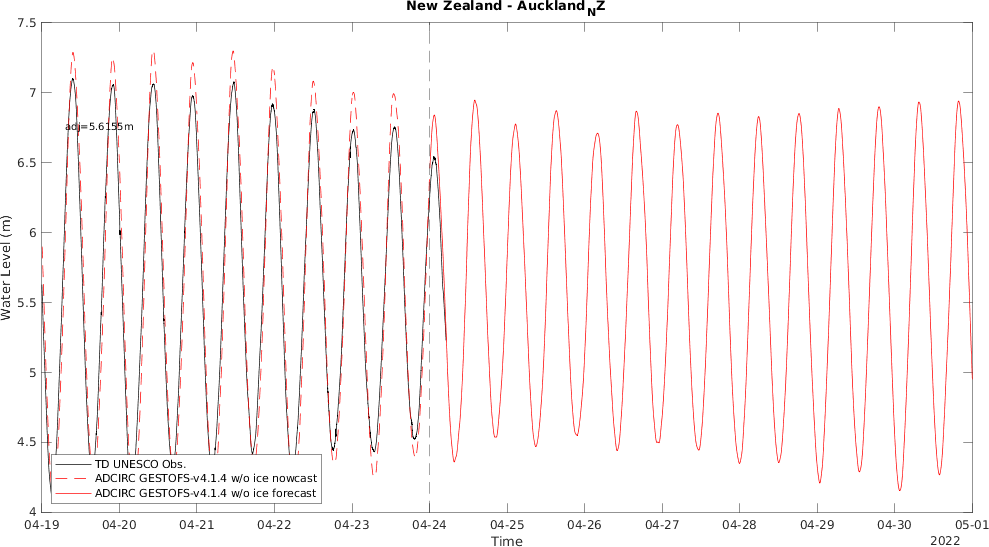 New Zealand - Auckland_NZ
7.5
7
6.5
6
5.5
5
4.5
4
Water Level (m)
adj=5.6155m
TD UNESCO Obs.
ADCIRC GESTOFS-v4.1.4 w/o ice nowcast
ADCIRC GESTOFS-v4.1.4 w/o ice forecast
04-19 04-20 04-21 04-22 04-23 04-24 04-25 04-26 04-27 04-28 04-29 04-30 05-01
Time
2022